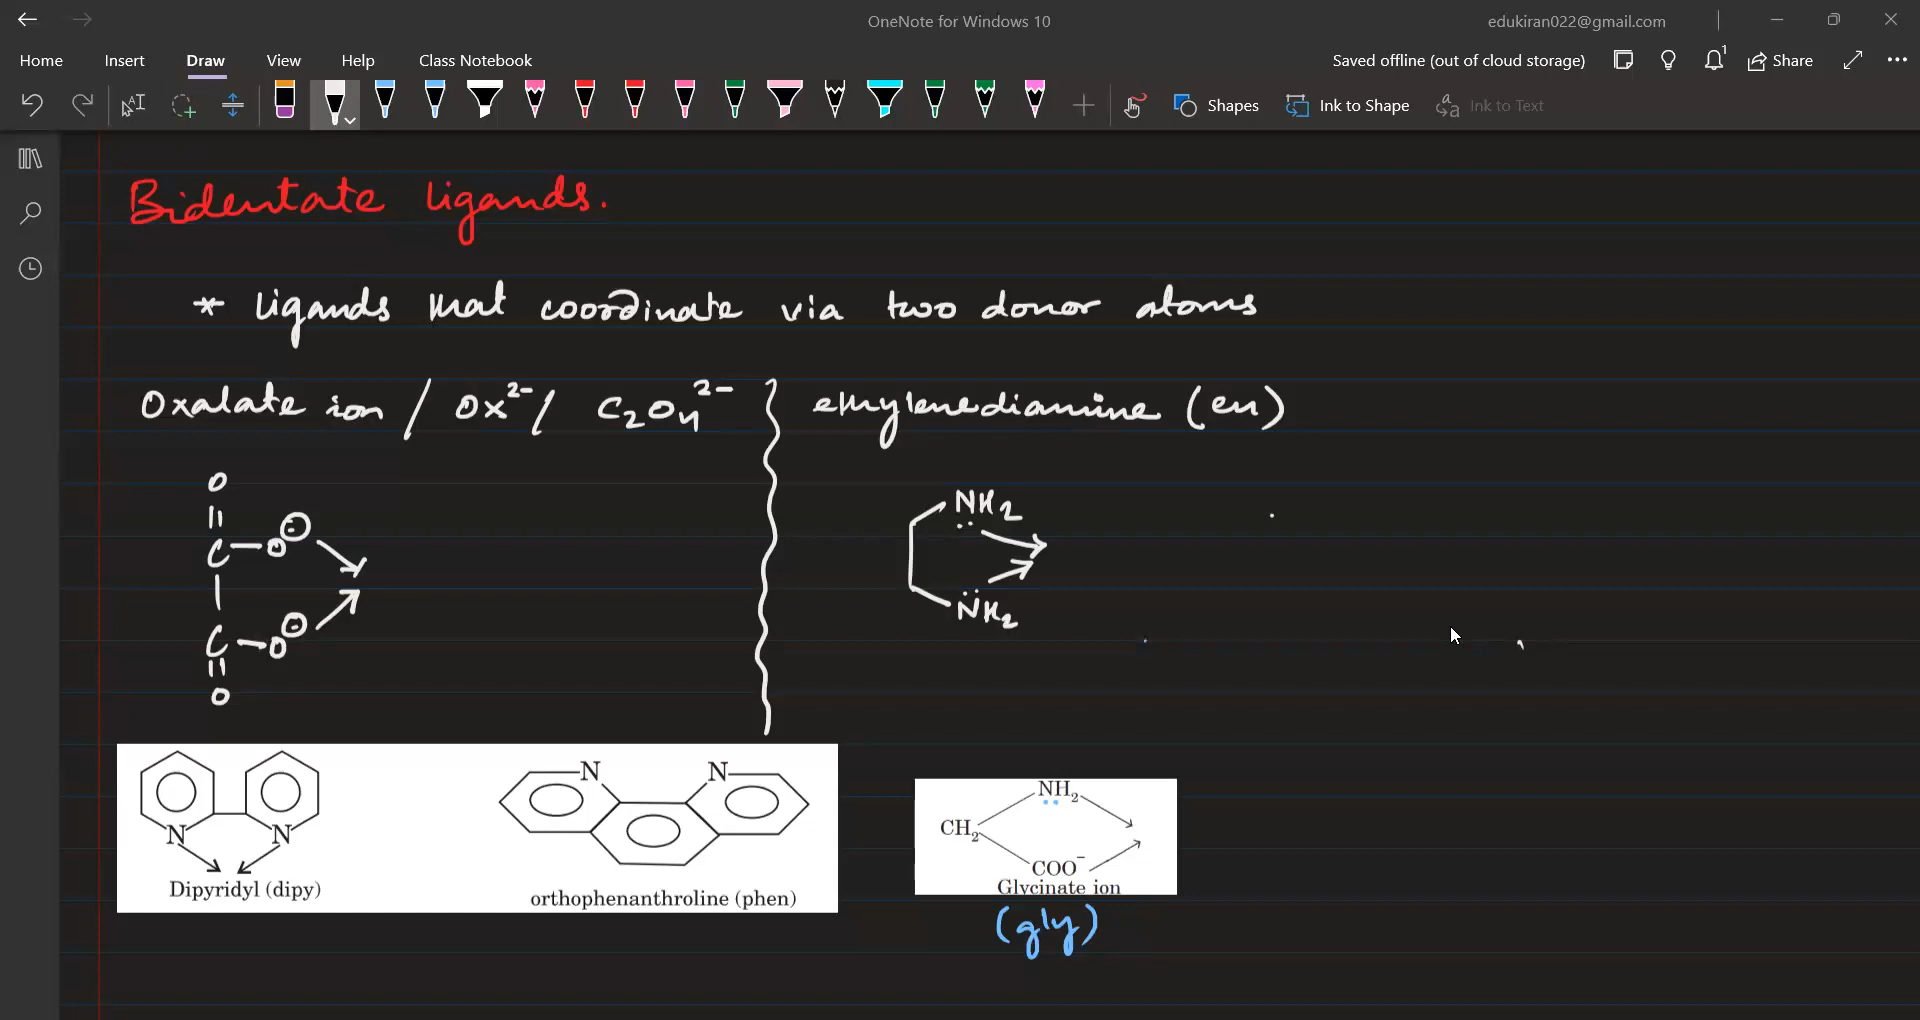 OneNote for Windows 10
edukiran022@gmail.com
Home Insert Draw View Help Class Notebook
Saved offline (out of cloud storage)
1
Share
Shapes
Ink to Shape
Ink to Text
Bidentate ligands.
* ligands that coordinate via two donor atoms
Oxalate ion / Ox²⁻ / C₂O₄²⁻
ethylenediamine (en)
O
C – O⊖
C – O⊖
O
NH₂
NH₂
N N
Dipyridyl (dipy)
N N
orthophenanthroline (phen)
NH₂
CH₂
COO⁻
Glycinate ion
(gly)